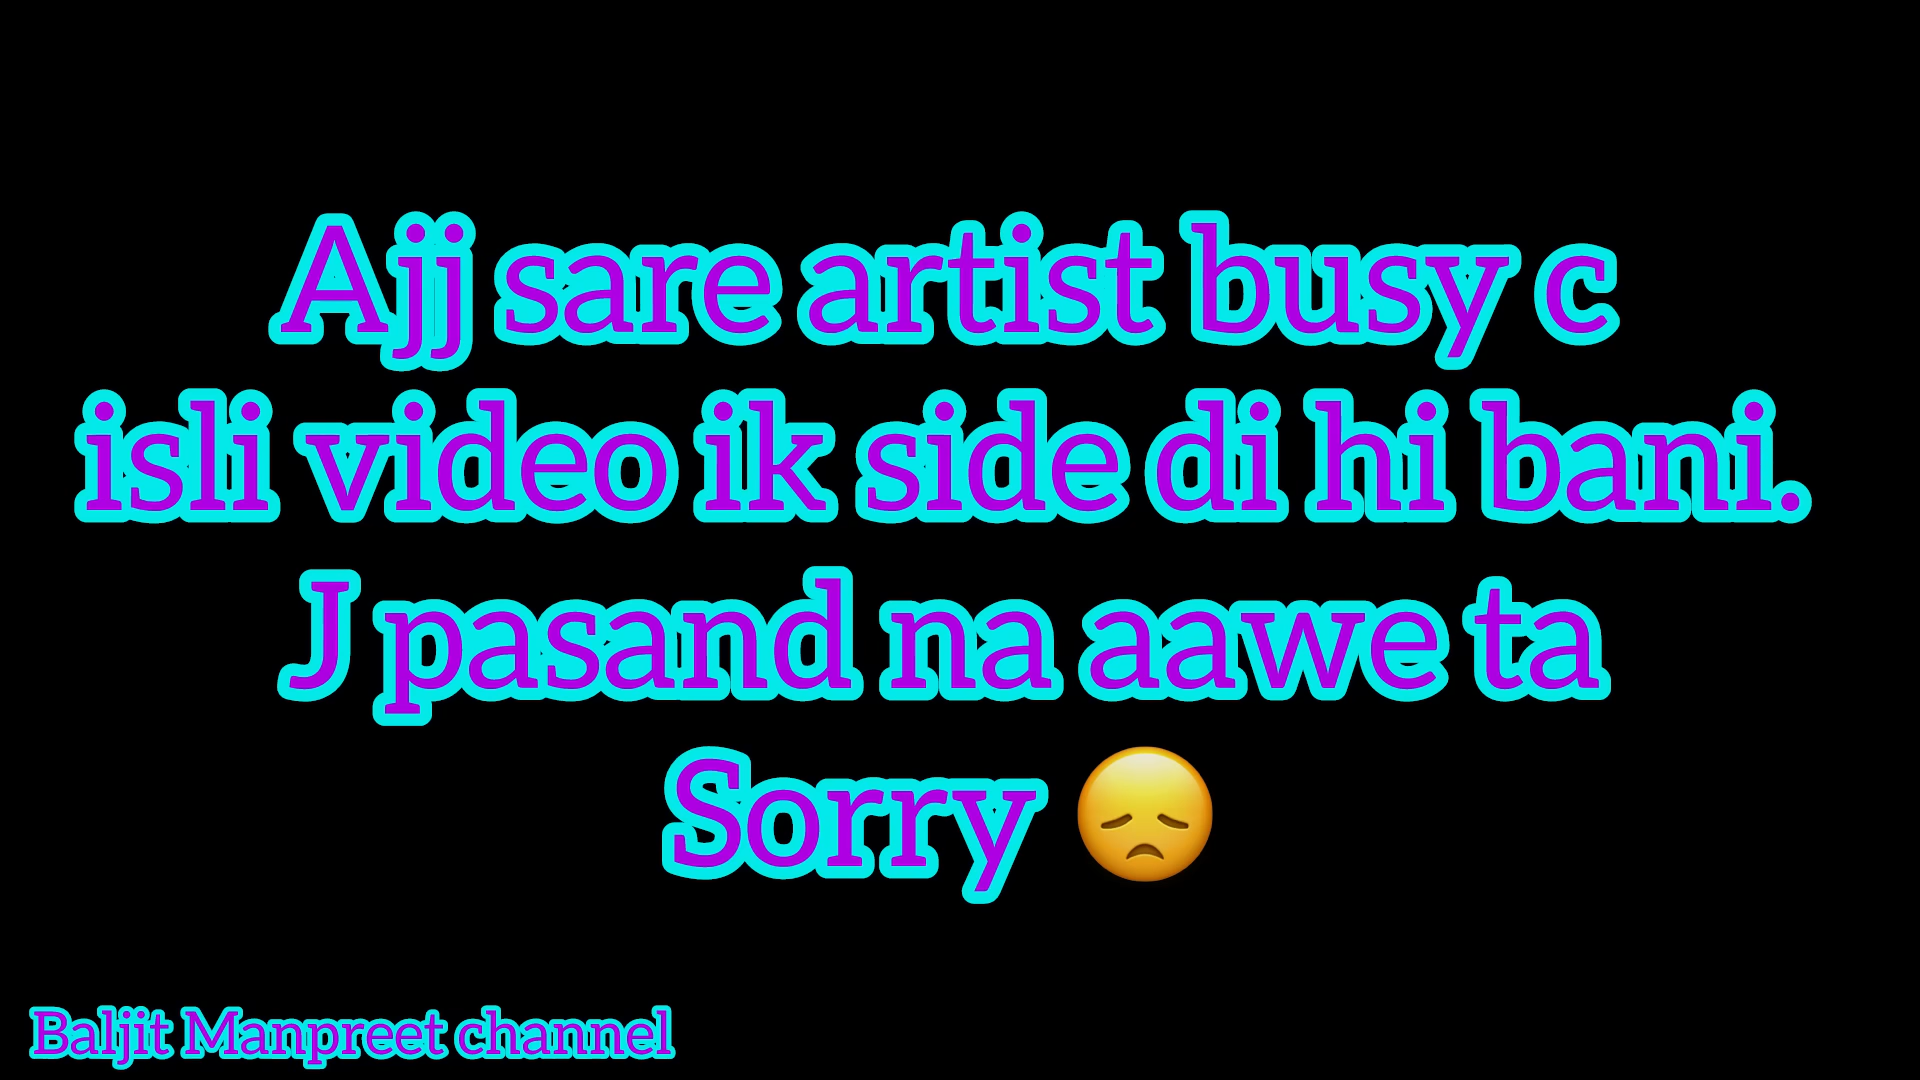 Ajj sare artist busy c
isli video ik side di hi bani.
J pasand na aawe ta
Sorry 😞
Baljit Manpreet channel